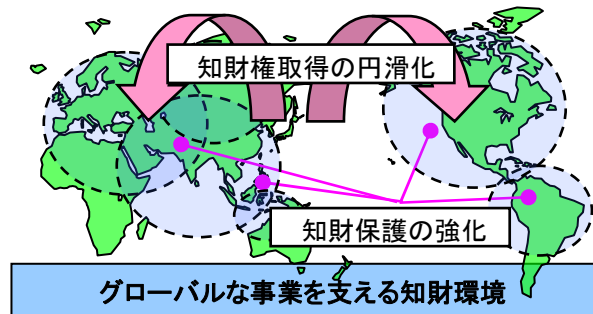 知財権取得の円滑化
知財保護の強化
グローバルな事業を支える知財環境